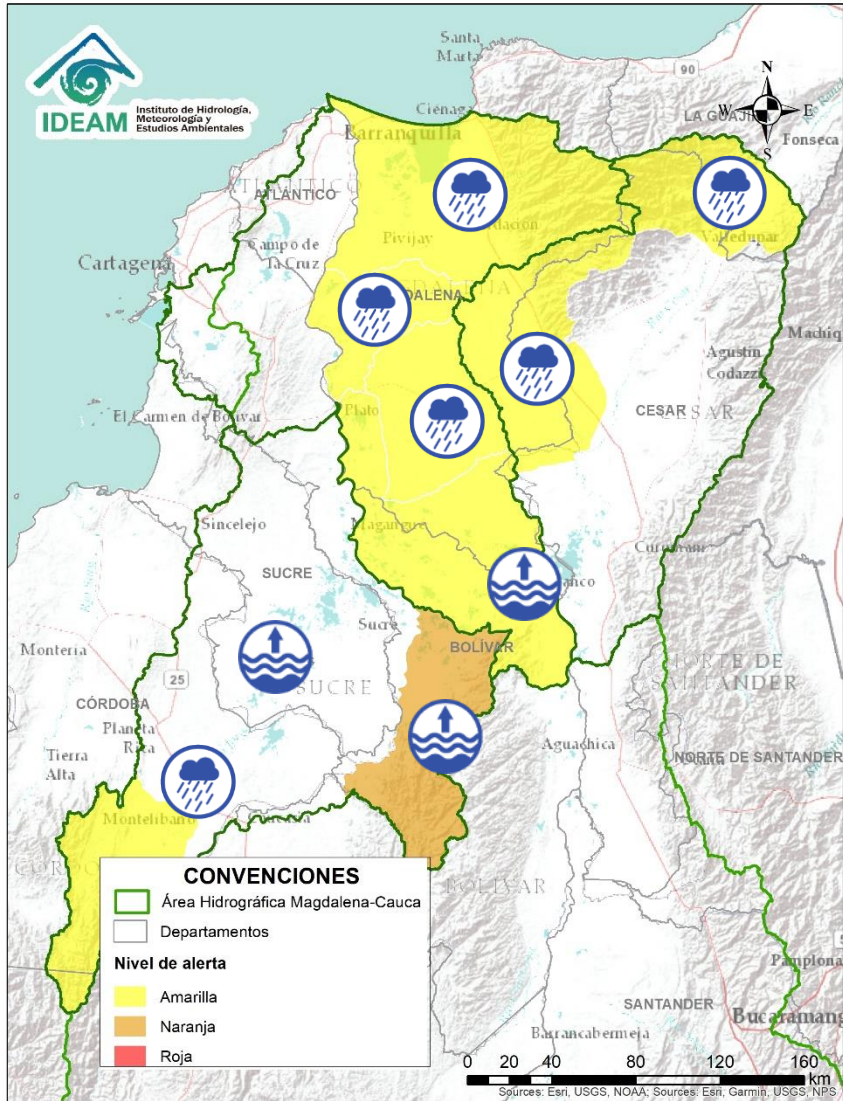 IDEAM
Instituto de Hidrología,
Meteorología y
Estudios Ambientales
Santa
Marta
90
N
W
E
S
LA GUAJIRA
Fonseca
Ciénaga
Barranquilla
ATLÁNTICO
Valledupar
Pivijay
Campo de
la Cruz
Cartagena
Agustín
Codazzi
CESAR
CESAR
El Carmen de Bolívar
Plato
Sincelejo
Magangué
SUCRE
Sucre
BOLÍVAR
Montería
25
SUCRE
CÓRDOBA
Planeta
Tierra
Alta
Aguachica
NORTE DE
SANTANDER
NORTE DE SANTANDER
Montelíbano
BOLÍVAR
CONVENCIONES
Área Hidrográfica Magdalena-Cauca
Departamentos
Nivel de alerta
Amarilla
Naranja
Roja
Pamplona
SANTANDER
Barrancabermeja
0 20 40 80 120 160
km
Sources: Esri, USGS, NOAA; Sources: Esri, Garmin, USGS, NPS